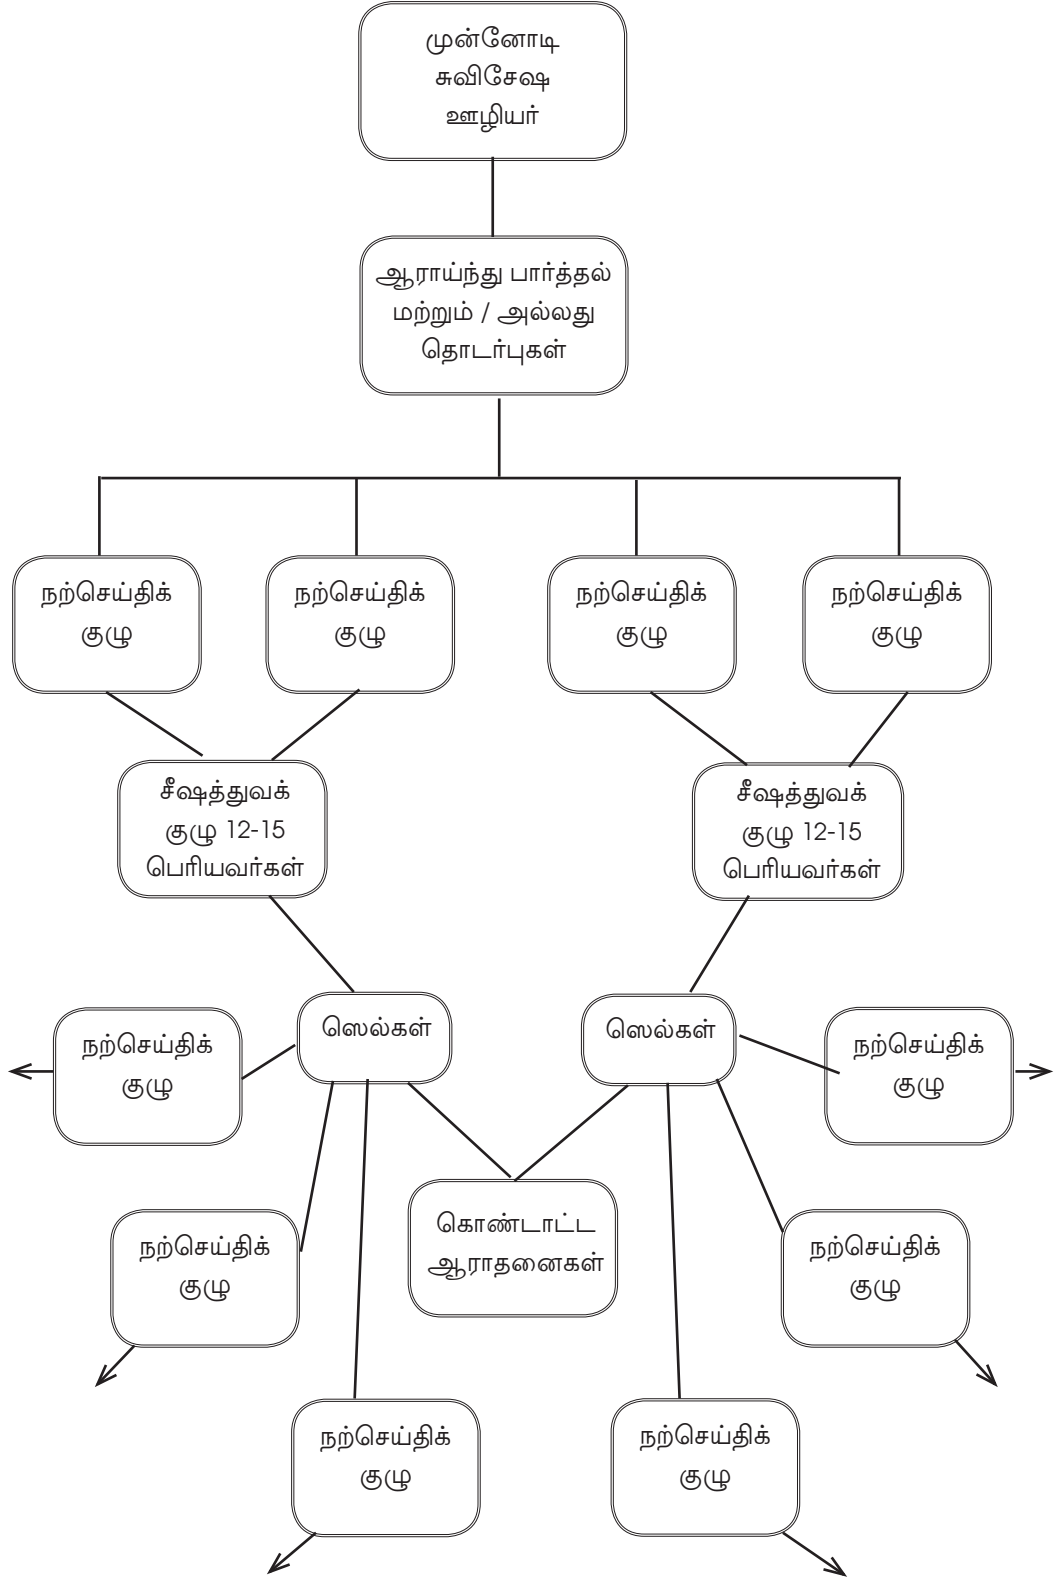 முன்னோடி
சுவிசேஷ
ஊழியர்
ஆராய்ந்து பார்த்தல்
மற்றும் / அல்லது
தொடர்புகள்
நற்செய்திக்
குழு
நற்செய்திக்
குழு
நற்செய்திக்
குழு
நற்செய்திக்
குழு
சீஷத்துவக்
குழு 12-15
பெரியவர்கள்
சீஷத்துவக்
குழு 12-15
பெரியவர்கள்
நற்செய்திக்
குழு
ஸெல்கள்
ஸெல்கள்
நற்செய்திக்
குழு
நற்செய்திக்
குழு
கொண்டாட்ட
ஆராதனைகள்
நற்செய்திக்
குழு
நற்செய்திக்
குழு
நற்செய்திக்
குழு